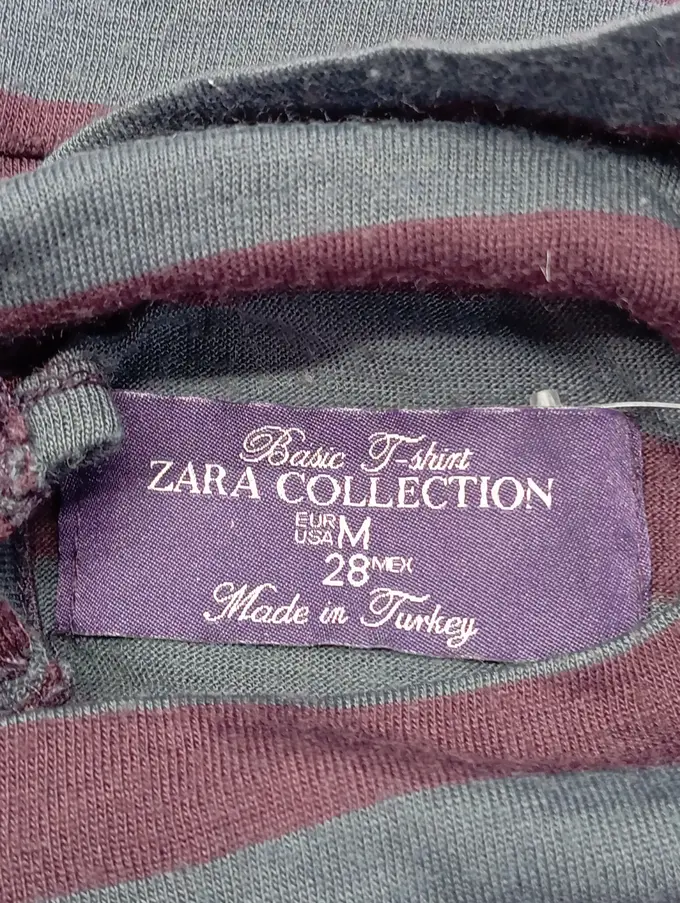 Basic T-shirt
ZARA COLLECTION
EUR
USA M
28 MEX
Made in Turkey